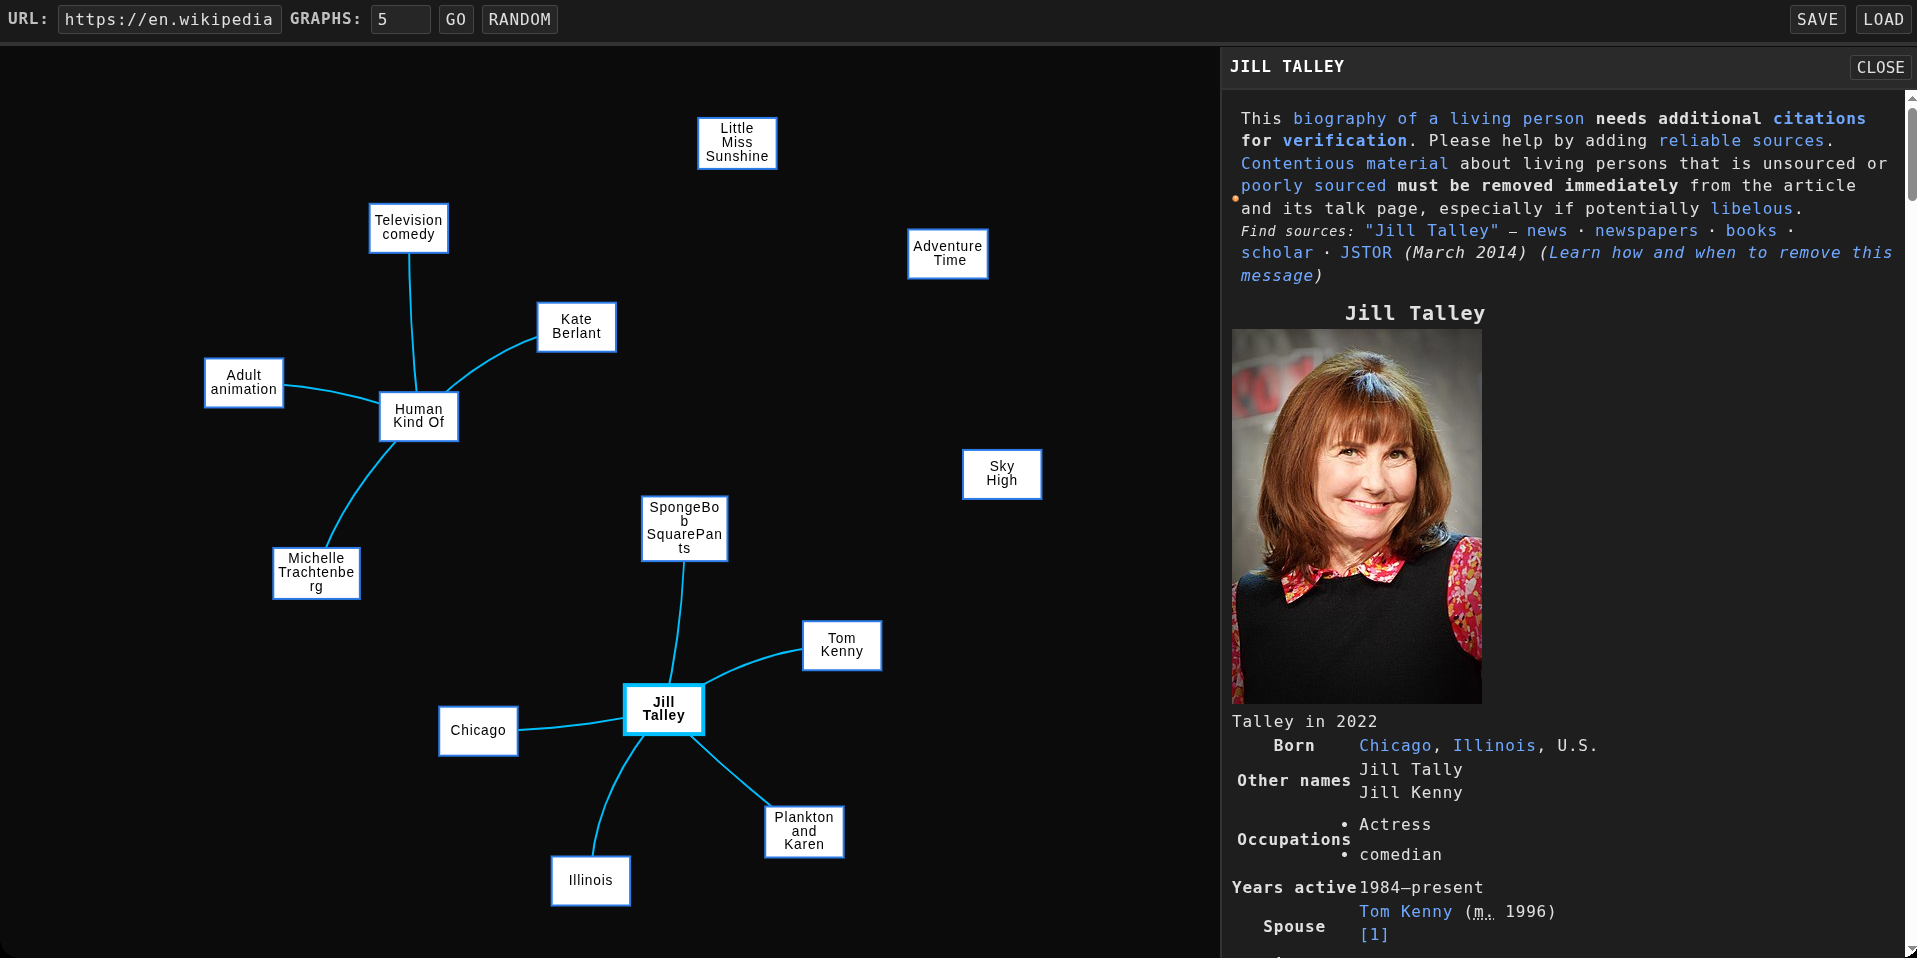 URL: https://en.wikipedia GRAPHS: 5 GO RANDOM SAVE LOAD
Little
Miss
Sunshine
Television
comedy
Adventure
Time
Kate
Berlant
Adult
animation
Human
Kind Of
Sky
High
SpongeBo
b
SquarePan
ts
Michelle
Trachtenbe
rg
Tom
Kenny
Jill
Talley
Chicago
Plankton
and
Karen
Illinois
JILL TALLEY CLOSE
This biography of a living person needs additional citations
for verification. Please help by adding reliable sources.
Contentious material about living persons that is unsourced or
poorly sourced must be removed immediately from the article
and its talk page, especially if potentially libelous.
Find sources: "Jill Talley" – news · newspapers · books ·
scholar · JSTOR (March 2014) (Learn how and when to remove this
message)
Jill Talley
Talley in 2022
Born Chicago, Illinois, U.S.
Other names Jill Tally
Jill Kenny
Occupations • Actress
• comedian
Years active 1984–present
Spouse Tom Kenny (m. 1996)
[1]